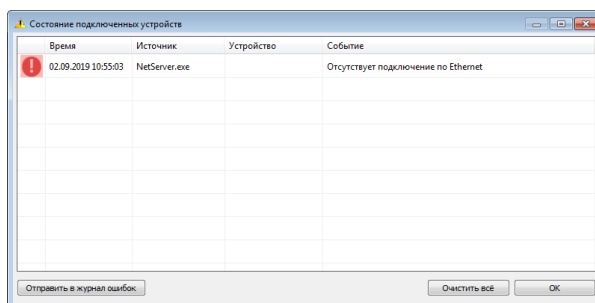 Состояние подключенных устройств
Время Источник Устройство Событие
02.09.2019 10:55:03 NetServer.exe Отсутствует подключение по Ethernet
Отправить в журнал ошибок Очистить всё ОК